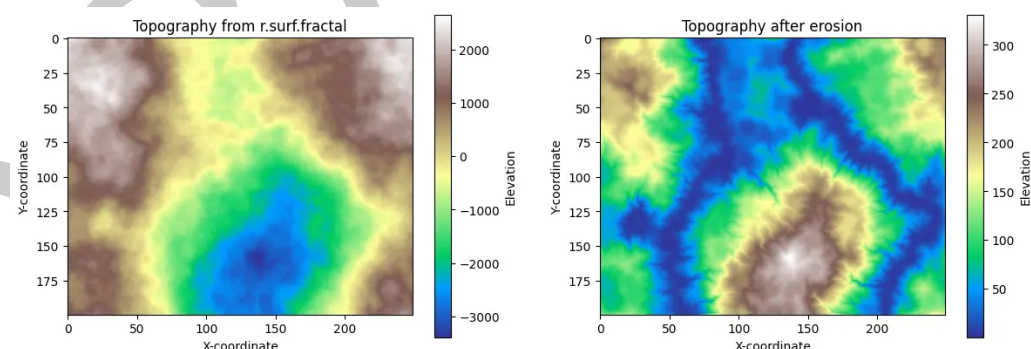 Topography from r.surf.fractal
0
25
50
75
100
125
150
175
Y-coordinate
0 50 100 150 200
X-coordinate
2000
1000
0
−1000
−2000
−3000
Elevation
Topography after erosion
0
25
50
75
100
125
150
175
Y-coordinate
0 50 100 150 200
X-coordinate
300
250
200
150
100
50
Elevation